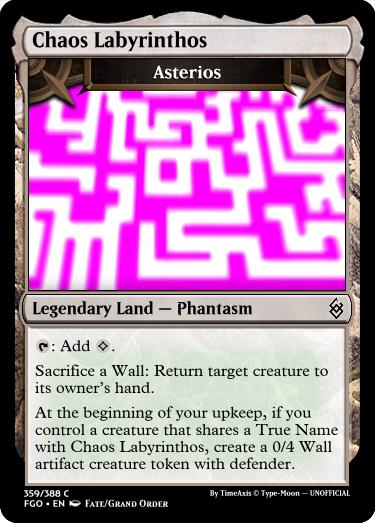 Chaos Labyrinthos
Asterios
Legendary Land — Phantasm
: Add .
Sacrifice a Wall: Return target creature to
its owner's hand.
At the beginning of your upkeep, if you
control a creature that shares a True Name
with Chaos Labyrinthos, create a 0/4 Wall
artifact creature token with defender.
359/388 C
FGO • EN Fate/Grand Order
By TimeAxis © Type-Moon — UNOFFICIAL